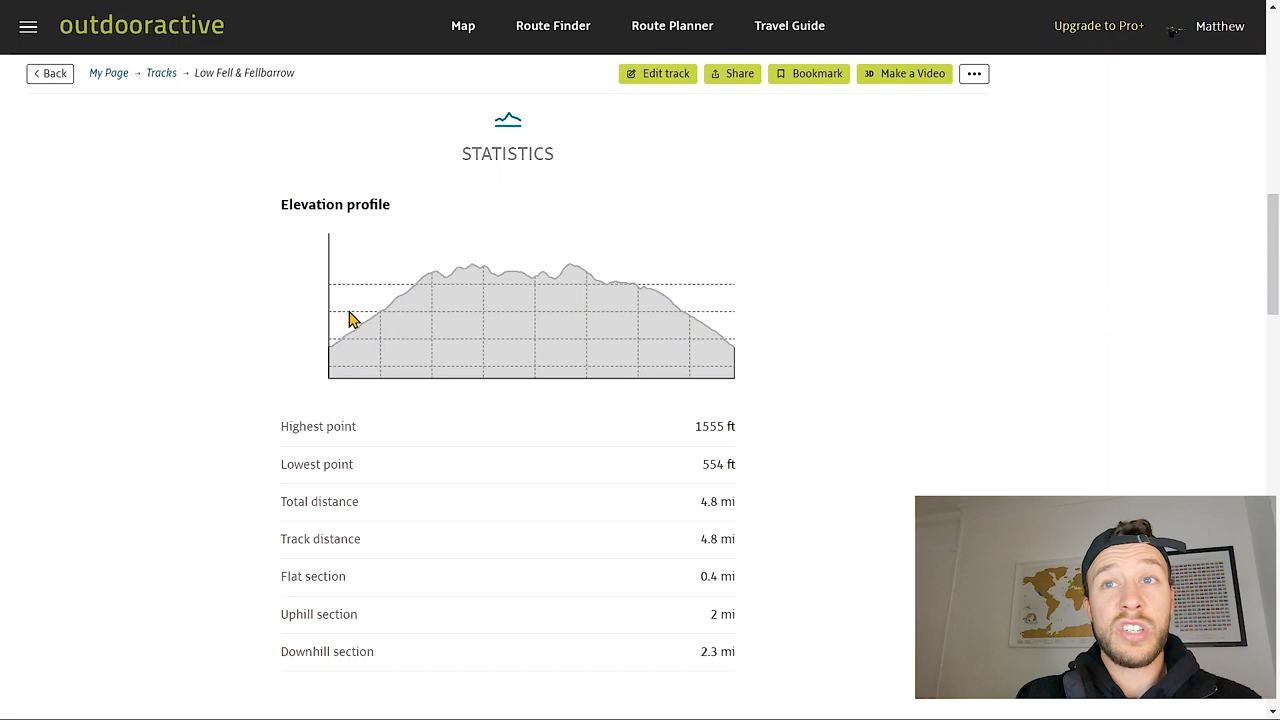 outdooractive
Map
Route Finder
Route Planner
Travel Guide
Upgrade to Pro+
Matthew
< Back
My Page → Tracks → Low Fell & Fellbarrow
Edit track
Share
Bookmark
3D Make a Video
STATISTICS
Elevation profile
Highest point 1555 ft
Lowest point 554 ft
Total distance 4.8 mi
Track distance 4.8 mi
Flat section 0.4 mi
Uphill section 2 mi
Downhill section 2.3 mi